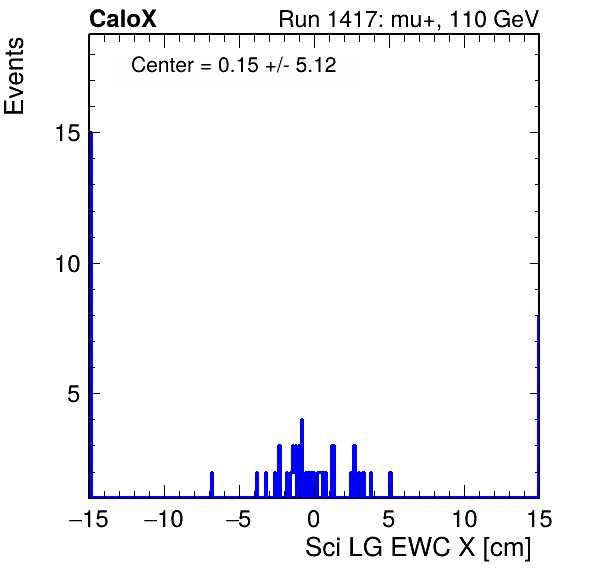 CaloX Run 1417: mu+, 110 GeV
Center = 0.15 +/- 5.12
Events
15
10
5
−15 −10 −5 0 5 10 15
Sci LG EWC X [cm]